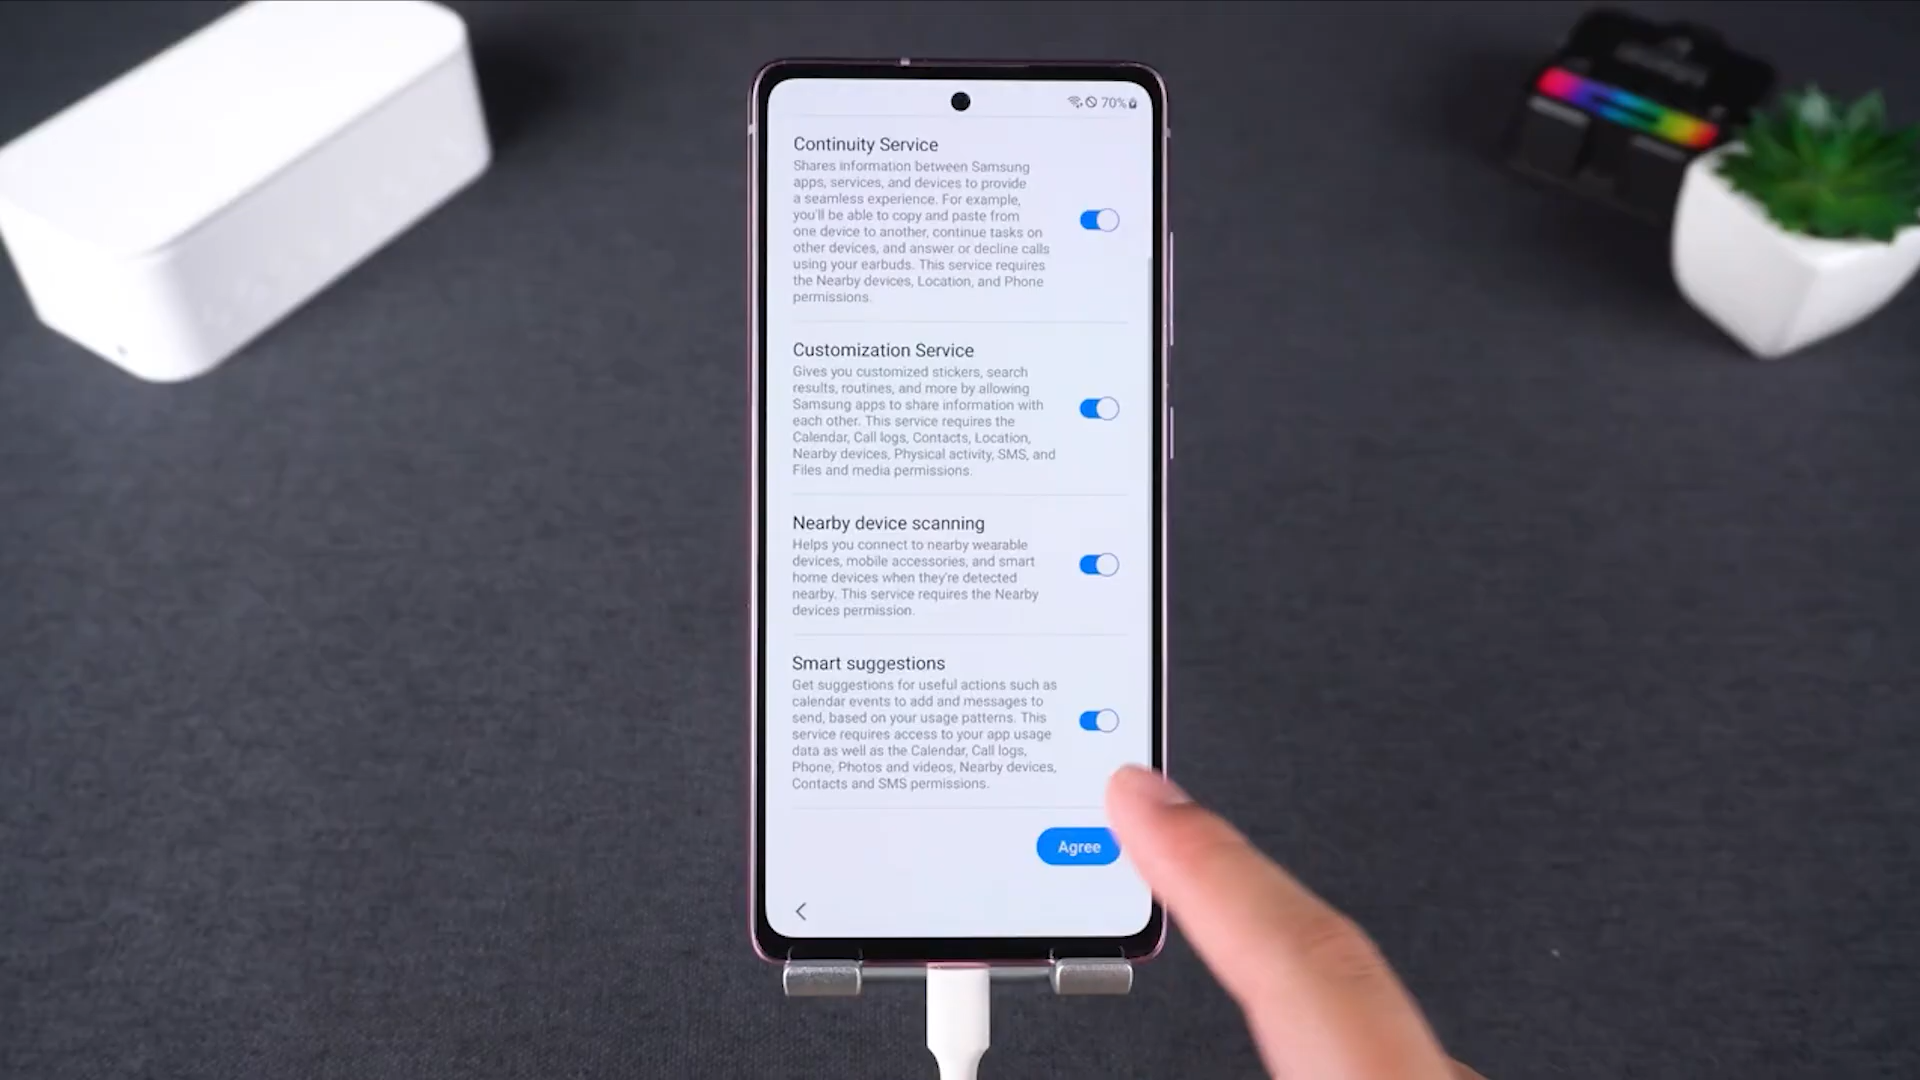 70%
Continuity Service
Shares information between Samsung
apps, services, and devices to provide
a seamless experience. For example,
you'll be able to copy and paste from
one device to another, continue tasks on
other devices, and answer or decline calls
using your earbuds. This service requires
the Nearby devices, Location, and Phone
permissions.
Customization Service
Gives you customized stickers, search
results, routines, and more by allowing
Samsung apps to share information with
each other. This service requires the
Calendar, Call logs, Contacts, Location,
Nearby devices, Physical activity, SMS, and
Files and media permissions.
Nearby device scanning
Helps you connect to nearby wearable
devices, mobile accessories, and smart
home devices when they're detected
nearby. This service requires the Nearby
devices permission.
Smart suggestions
Get suggestions for useful actions such as
calendar events to add and messages to
send, based on your usage patterns. This
service requires access to your app usage
data as well as the Calendar, Call logs,
Phone, Photos and videos, Nearby devices,
Contacts and SMS permissions.
Agree